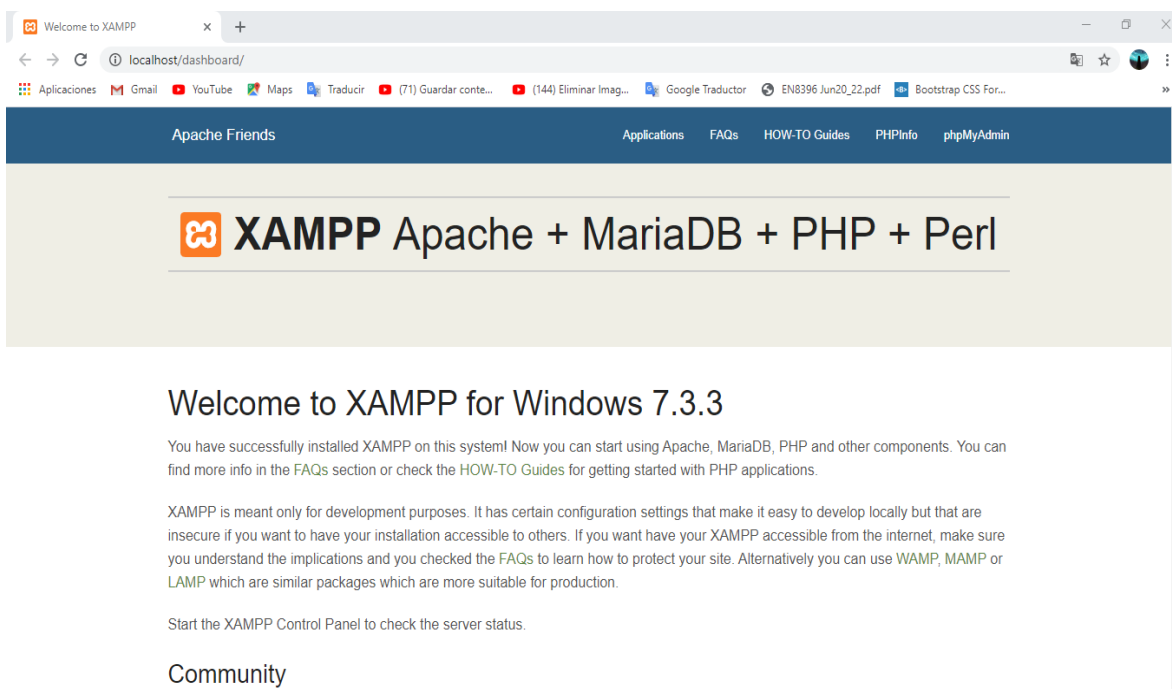 Welcome to XAMPP
localhost/dashboard/
Aplicaciones Gmail YouTube Maps Traducir (71) Guardar conte... (144) Eliminar Imag... Google Traductor EN8396 Jun20_22.pdf Bootstrap CSS For... »
Apache Friends Applications FAQs HOW-TO Guides PHPInfo phpMyAdmin
XAMPP Apache + MariaDB + PHP + Perl
Welcome to XAMPP for Windows 7.3.3
You have successfully installed XAMPP on this system! Now you can start using Apache, MariaDB, PHP and other components. You can
find more info in the FAQs section or check the HOW-TO Guides for getting started with PHP applications.
XAMPP is meant only for development purposes. It has certain configuration settings that make it easy to develop locally but that are
insecure if you want to have your installation accessible to others. If you want have your XAMPP accessible from the internet, make sure
you understand the implications and you checked the FAQs to learn how to protect your site. Alternatively you can use WAMP, MAMP or
LAMP which are similar packages which are more suitable for production.
Start the XAMPP Control Panel to check the server status.
Community